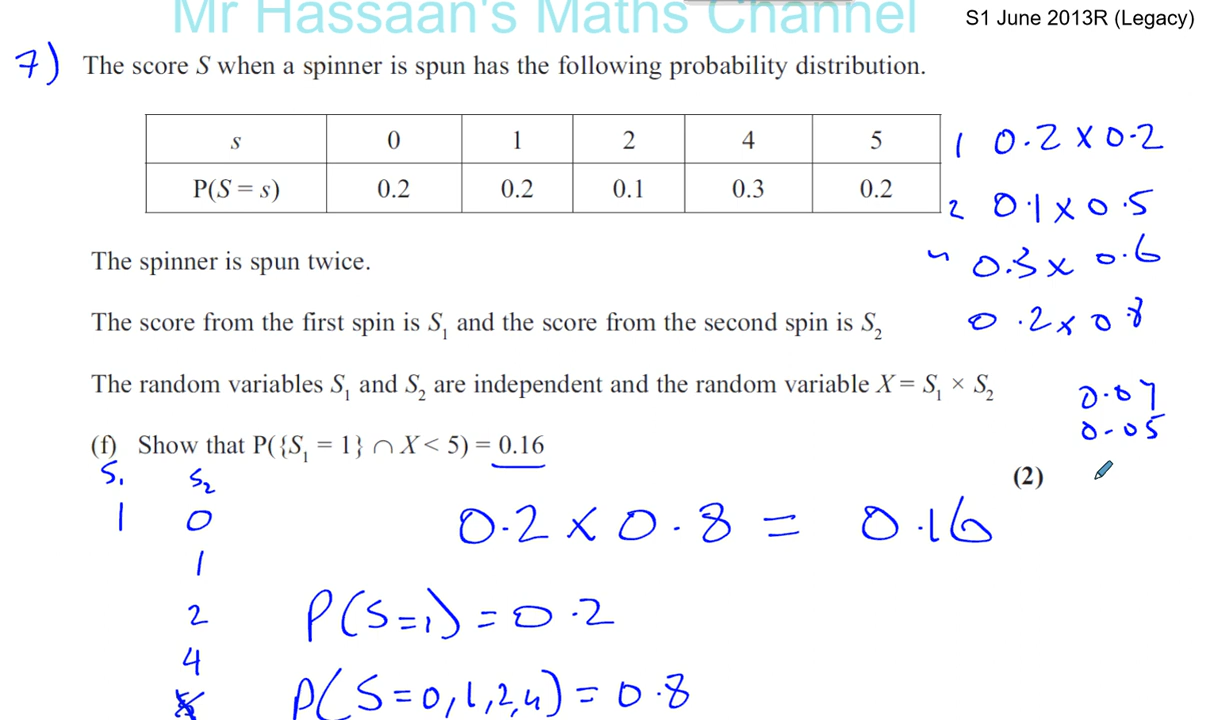 Mr Hassaan's Maths Channel
S1 June 2013R (Legacy)
7) The score S when a spinner is spun has the following probability distribution.
s 0 1 2 4 5
P(S = s) 0.2 0.2 0.1 0.3 0.2
1 0.2 × 0.2
2 0.1 × 0.5
0.3 × 0.6
0.2 × 0.8
The spinner is spun twice.
The score from the first spin is S₁ and the score from the second spin is S₂
The random variables S₁ and S₂ are independent and the random variable X = S₁ × S₂
0.05
(f) Show that P({S₁ = 1} ∩ X < 5) = 0.16
(2)
S₁ S₂
1 0
1
2
4
0.2 × 0.8 = 0.16
P(S=1) = 0.2
P(S=0,1,2,4) = 0.8